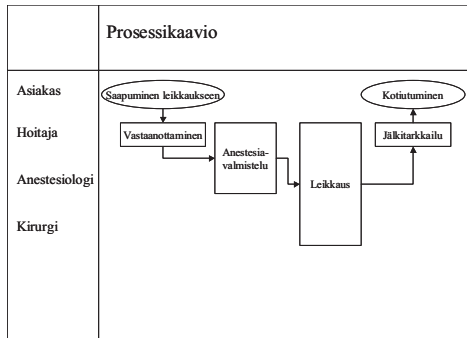 Prosessikaavio
Asiakas
Saapuminen leikkaukseen
Kotiutuminen
Hoitaja
Vastaanottaminen
Jälkitarkkailu
Anestesia-
valmistelu
Anestesiologi
Leikkaus
Kirurgi